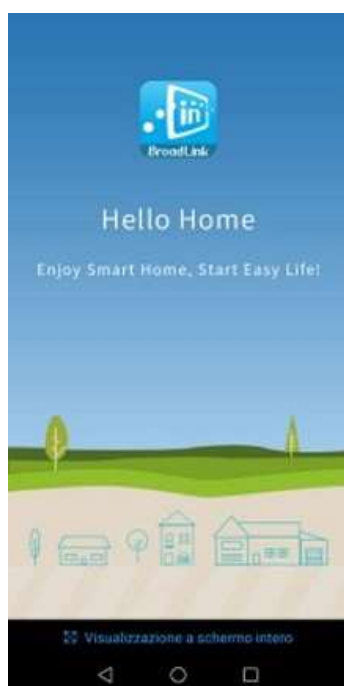 in
BroadLink
Hello Home
Enjoy Smart Home, Start Easy Life!
Visualizzazione a schermo intero